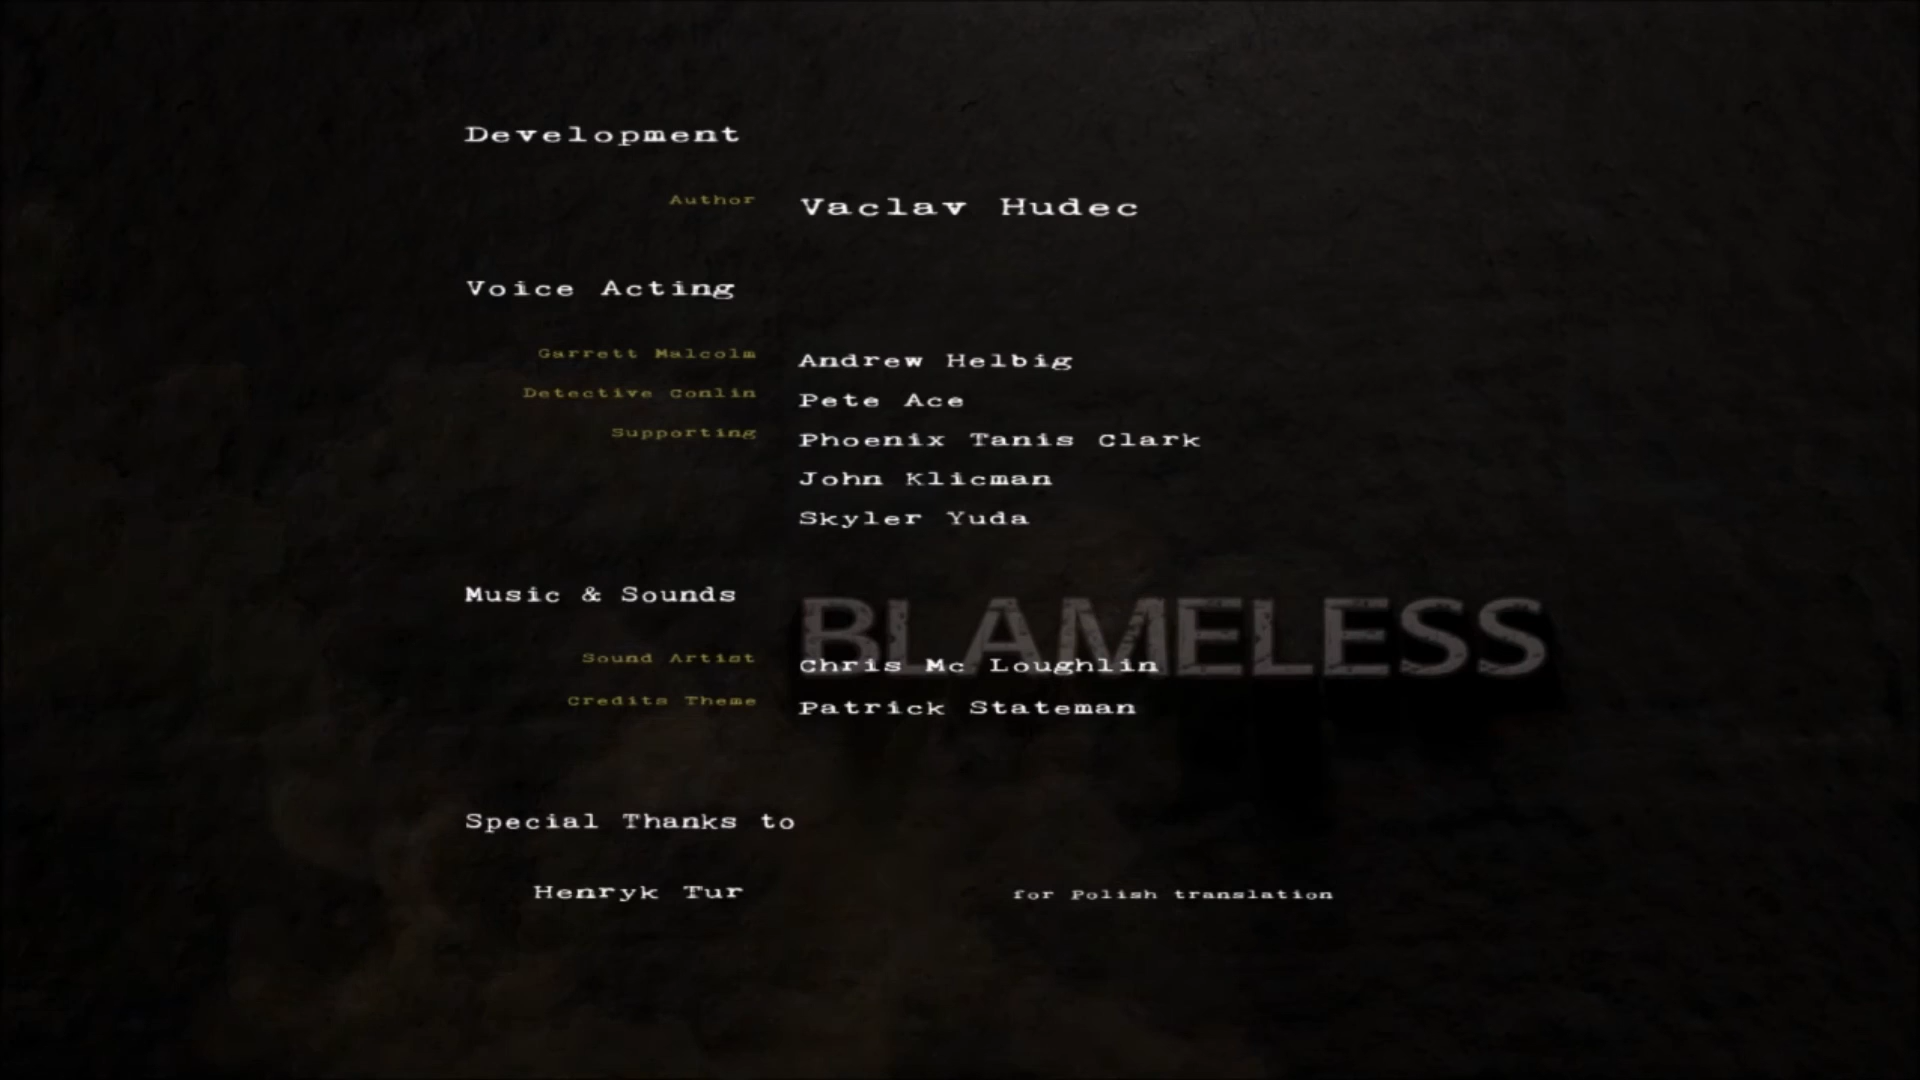 Development
Author Vaclav Hudec
Voice Acting
Garrett Malcolm Andrew Helbig
Detective Conlin Pete Ace
Supporting Phoenix Tanis Clark
John Klicman
Skyler Yuda
Music & Sounds
BLAMELESS
Sound Artist Chris Mc Loughlin
Credits Theme Patrick Stateman
Special Thanks to
Henryk Tur for Polish translation